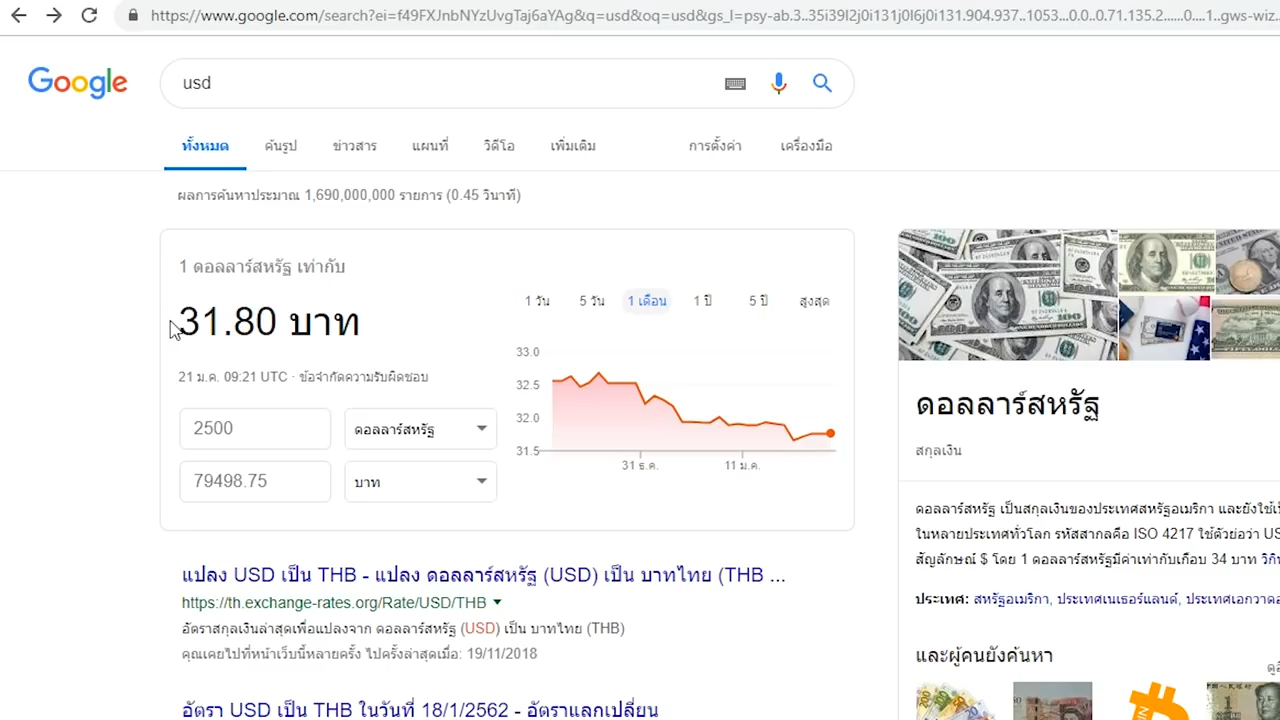 https://www.google.com/search?ei=f49FXJnbNYzUvgTaj6aYAg&q=usd&oq=usd&gs_l=psy-ab.3..35i39l2j0i131j0l6j0i131.904.937..1053...0.0..0.71.135.2......0....1..gws-wiz..
Google
usd
ทั้งหมด ค้นรูป ข่าวสาร แผนที่ วิดีโอ เพิ่มเติม การตั้งค่า เครื่องมือ
ผลการค้นหาประมาณ 1,690,000,000 รายการ (0.45 วินาที)
1 ดอลลาร์สหรัฐ เท่ากับ
31.80 บาท
21 ม.ค. 09:21 UTC · ข้อจำกัดความรับผิดชอบ
2500 ดอลลาร์สหรัฐ
79498.75 บาท
1 วัน 5 วัน 1 เดือน 1 ปี 5 ปี สูงสุด
33.0
32.5
32.0
31.5
31 ธ.ค. 11 ม.ค.
แปลง USD เป็น THB - แปลง ดอลลาร์สหรัฐ (USD) เป็น บาทไทย (THB ...
https://th.exchange-rates.org/Rate/USD/THB
อัตราสกุลเงินล่าสุดเพื่อแปลงจาก ดอลลาร์สหรัฐ (USD) เป็น บาทไทย (THB)
คุณเคยไปที่หน้าเว็บนี้หลายครั้ง ไปครั้งล่าสุดเมื่อ: 19/11/2018
อัตรา USD เป็น THB ในวันที่ 18/1/2562 - อัตราแลกเปลี่ยน
ดอลลาร์สหรัฐ
สกุลเงิน
ดอลลาร์สหรัฐ เป็นสกุลเงินของประเทศสหรัฐอเมริกา และยังใช้เป็
ในหลายประเทศทั่วโลก รหัสสากลคือ ISO 4217 ใช้ตัวย่อว่า US
สัญลักษณ์ $ โดย 1 ดอลลาร์สหรัฐมีค่าเท่ากับเกือบ 34 บาท วิกิ
ประเทศ: สหรัฐอเมริกา, ประเทศเนเธอร์แลนด์, ประเทศเอกวาดอ
และผู้คนยังค้นหา